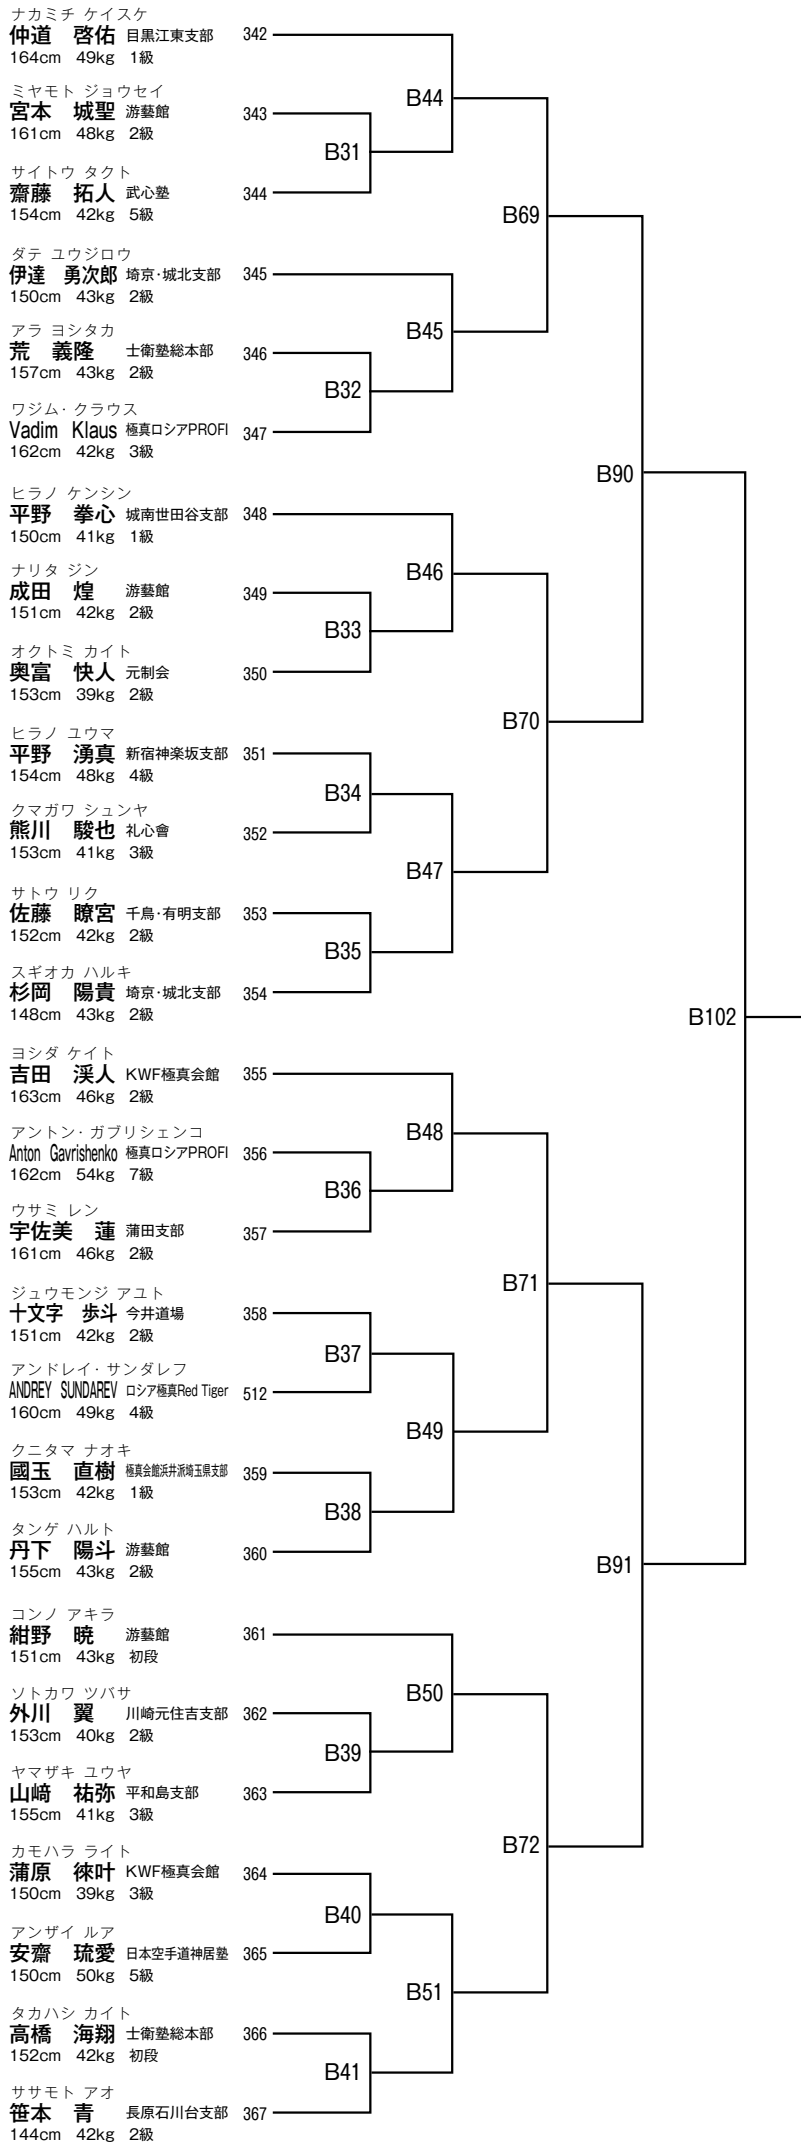 ナカミチ ケイスケ
仲道 啓佑 目黒江東支部 342
164cm 49kg 1級
B44
ミヤモト ジョウセイ
宮本 城聖 游藝館 343
161cm 48kg 2級
B31
サイトウ タクト
齋藤 拓人 武心塾 344
154cm 42kg 5級
B69
ダテ ユウジロウ
伊達 勇次郎 埼京・城北支部 345
150cm 43kg 2級
B45
アラ ヨシタカ
荒 義隆 士衛塾総本部 346
157cm 43kg 2級
B32
ワジム・クラウス
Vadim Klaus 極真ロシアPROFI 347
162cm 42kg 3級
B90
ヒラノ ケンシン
平野 拳心 城南世田谷支部 348
150cm 41kg 1級
B46
ナリタ ジン
成田 煌 游藝館 349
151cm 42kg 2級
B33
オクトミ カイト
奥富 快人 元制会 350
153cm 39kg 2級
B70
ヒラノ ユウマ
平野 湧真 新宿神楽坂支部 351
154cm 48kg 4級
B34
クマガワ シュンヤ
熊川 駿也 礼心會 352
153cm 41kg 3級
B47
サトウ リク
佐藤 瞭宮 千鳥・有明支部 353
152cm 42kg 2級
B35
スギオカ ハルキ
杉岡 陽貴 埼京・城北支部 354
148cm 43kg 2級
B102
ヨシダ ケイト
吉田 渓人 KWF極真会館 355
163cm 46kg 2級
B48
アントン・ガブリシェンコ
Anton Gavrishenko 極真ロシアPROFI 356
162cm 54kg 7級
B36
ウサミ レン
宇佐美 蓮 蒲田支部 357
161cm 46kg 2級
B71
ジュウモンジ アユト
十文字 歩斗 今井道場 358
151cm 42kg 2級
B37
アンドレイ・サンダレフ
ANDREY SUNDAREV ロシア極真Red Tiger 512
160cm 49kg 4級
B49
クニタマ ナオキ
國玉 直樹 極真会館浜井派埼玉県支部 359
153cm 42kg 1級
B38
タンゲ ハルト
丹下 陽斗 游藝館 360
155cm 43kg 2級
B91
コンノ アキラ
紺野 暁 游藝館 361
151cm 43kg 初段
B50
ソトカワ ツバサ
外川 翼 川崎元住吉支部 362
153cm 40kg 2級
B39
ヤマザキ ユウヤ
山﨑 祐弥 平和島支部 363
155cm 41kg 3級
B72
カモハラ ライト
蒲原 徠叶 KWF極真会館 364
150cm 39kg 3級
B40
アンザイ ルア
安齋 琉愛 日本空手道神居塾 365
150cm 50kg 5級
B51
タカハシ カイト
高橋 海翔 士衛塾総本部 366
152cm 42kg 初段
B41
ササモト アオ
笹本 青 長原石川台支部 367
144cm 42kg 2級